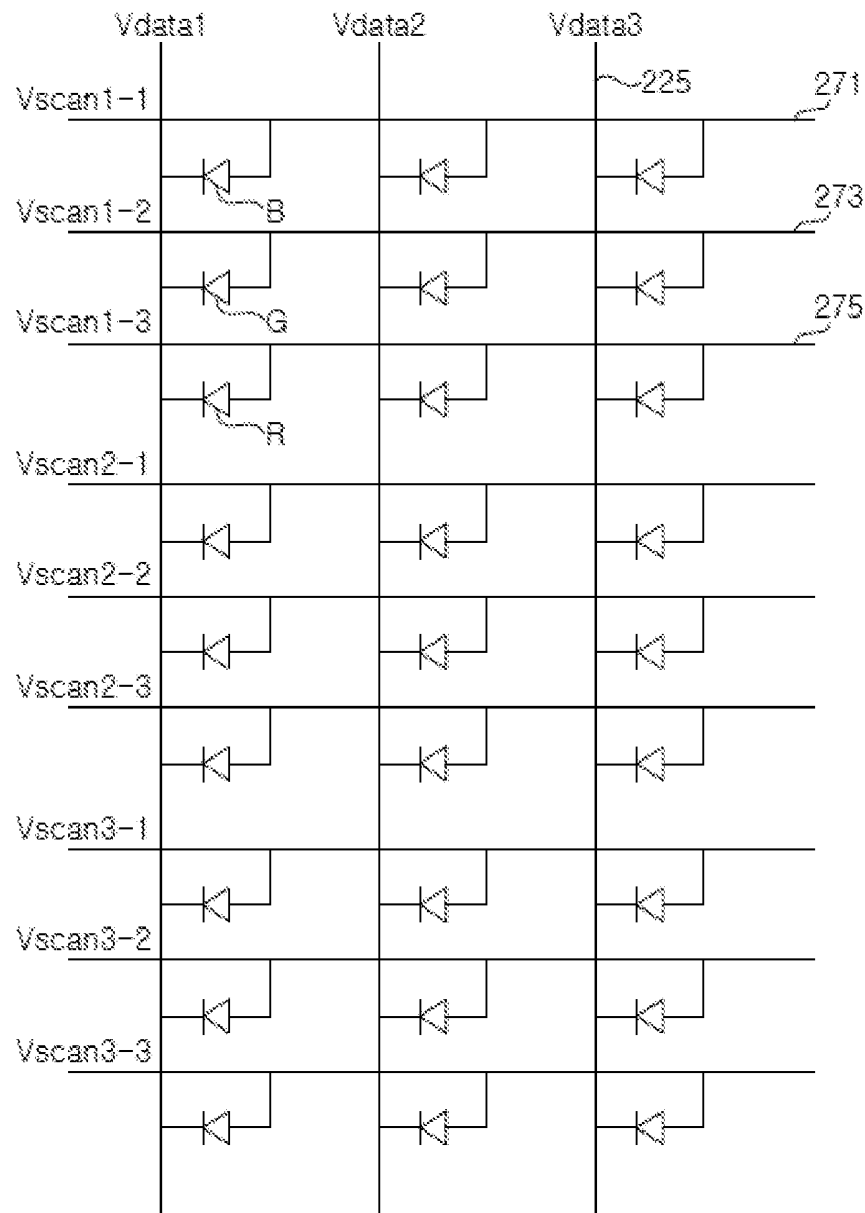 Vdata1 Vdata2 Vdata3
225
Vscan1-1 271
B
Vscan1-2 273
G
Vscan1-3 275
R
Vscan2-1
Vscan2-2
Vscan2-3
Vscan3-1
Vscan3-2
Vscan3-3